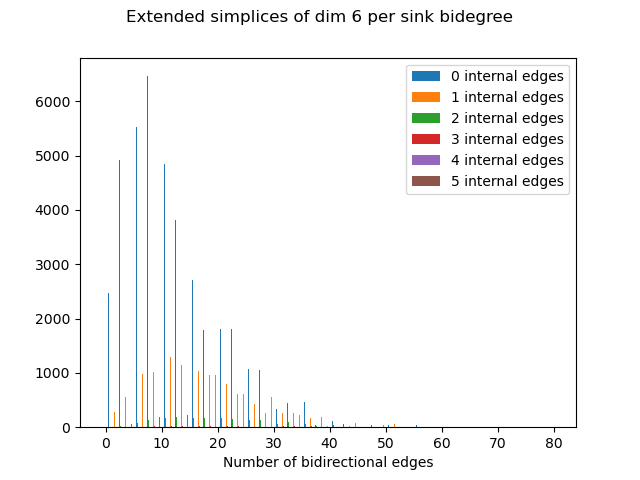 Extended simplices of dim 6 per sink bidegree
0 internal edges
1 internal edges
2 internal edges
3 internal edges
4 internal edges
5 internal edges
6000
5000
4000
3000
2000
1000
0
0 10 20 30 40 50 60 70 80
Number of bidirectional edges